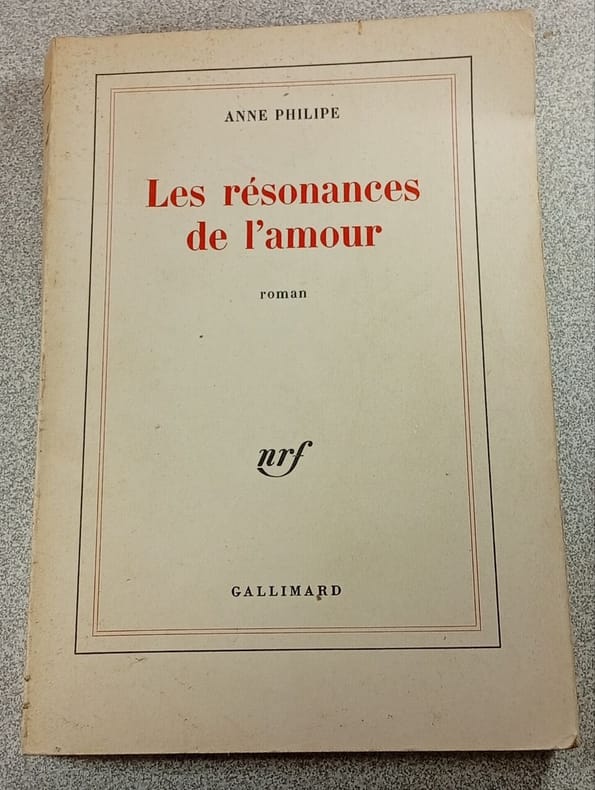 ANNE PHILIPE
Les résonances
de l'amour
roman
nrf
GALLIMARD